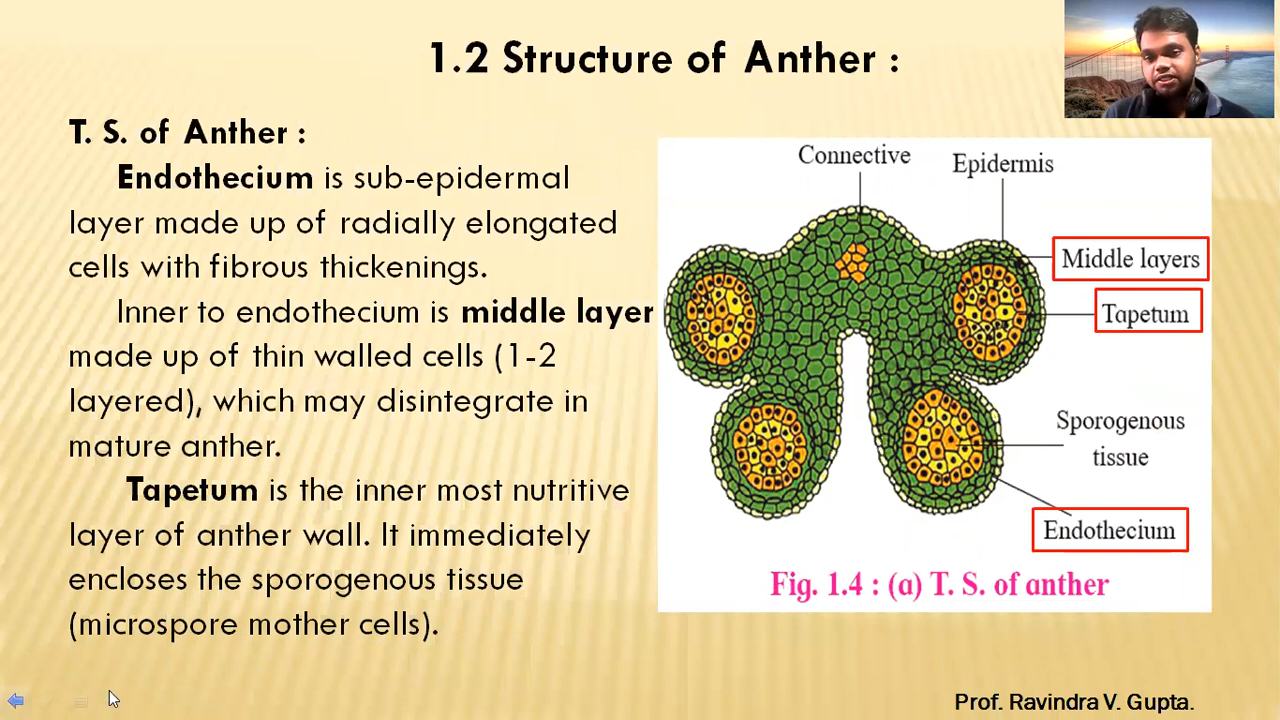 1.2 Structure of Anther :
T. S. of Anther :
Endothecium is sub-epidermal
layer made up of radially elongated
cells with fibrous thickenings.
Inner to endothecium is middle layer
made up of thin walled cells (1-2
layered), which may disintegrate in
mature anther.
Tapetum is the inner most nutritive
layer of anther wall. It immediately
encloses the sporogenous tissue
(microspore mother cells).
Connective
Epidermis
Middle layers
Tapetum
Sporogenous
tissue
Endothecium
Fig. 1.4 : (a) T. S. of anther
Prof. Ravindra V. Gupta.